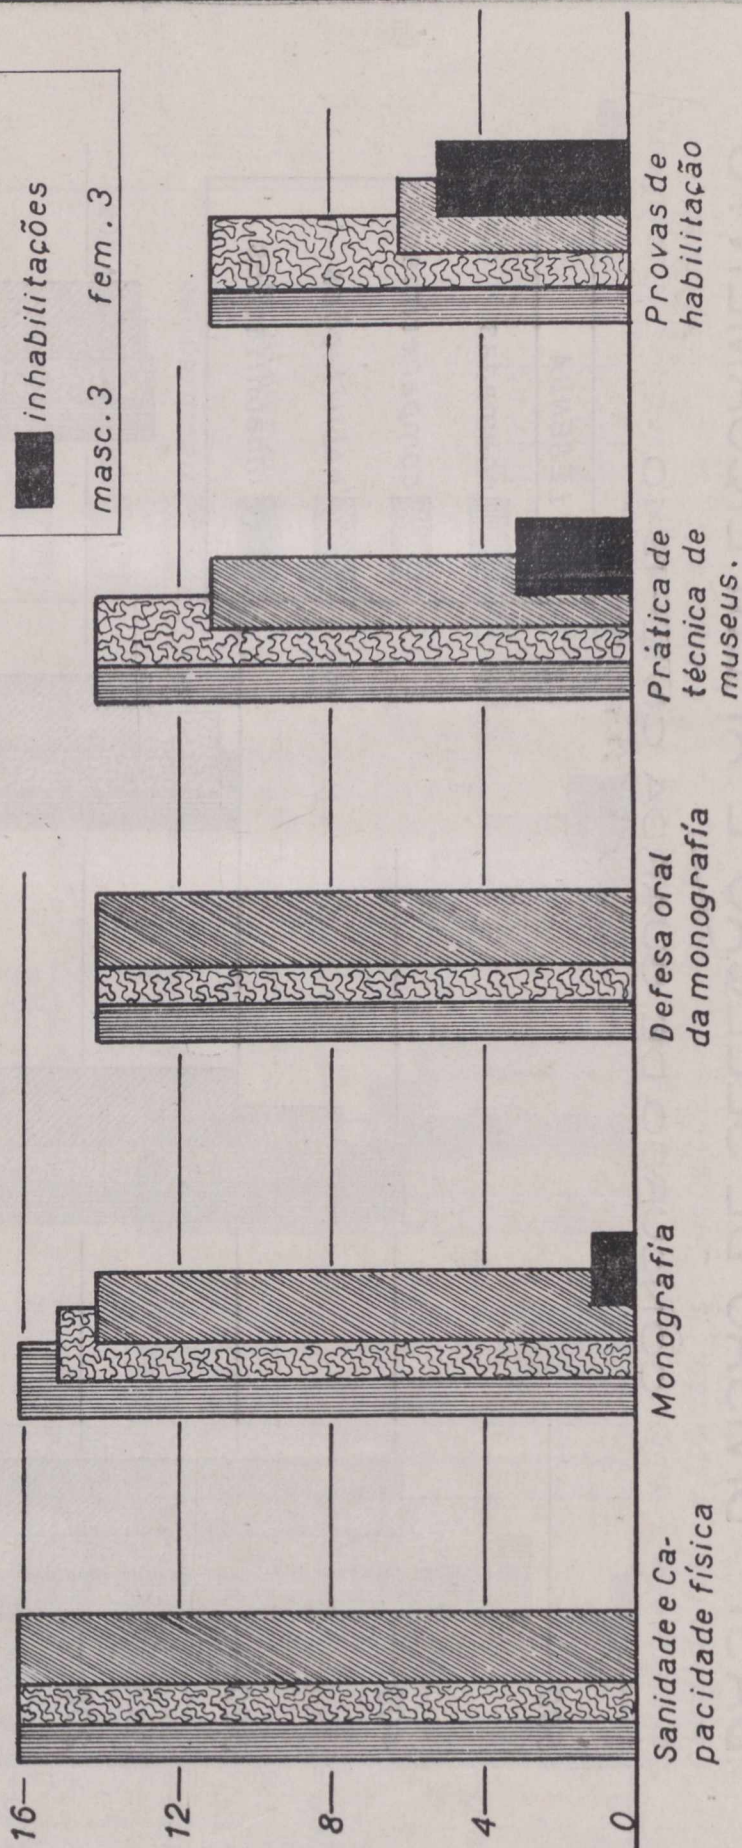 inhabilitações
masc. 3 fem. 3
16
12
8
4
0
Sanidade e Ca-
pacidade física
Monografia
Defesa oral
da monografia
Prática de
técnica de
museus.
Provas de
habilitação